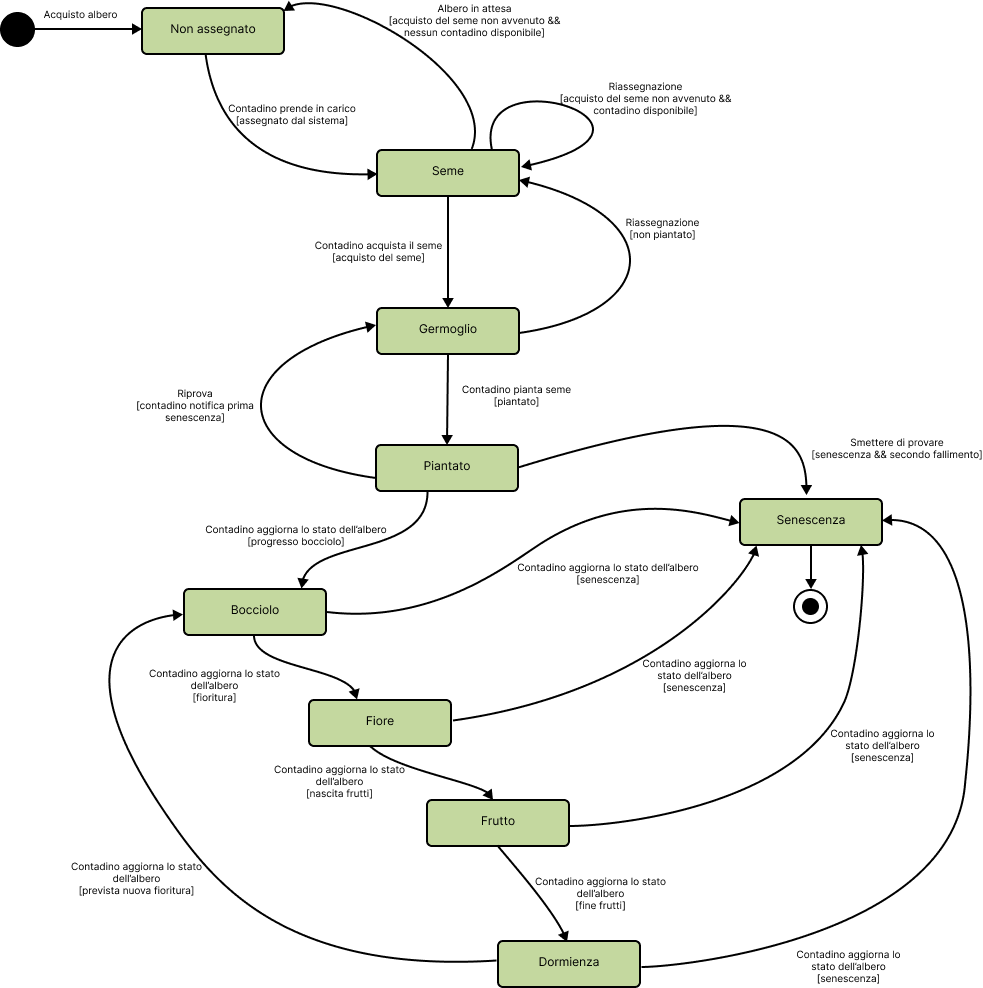 Acquisto albero
Non assegnato
Albero in attesa
[acquisto del seme non avvenuto &&
nessun contadino disponibile]
Contadino prende in carico
[assegnato dal sistema]
Riassegnazione
[acquisto del seme non avvenuto &&
contadino disponibile]
Seme
Contadino acquista il seme
[acquisto del seme]
Riassegnazione
[non piantato]
Germoglio
Riprova
[contadino notifica prima
senescenza]
Contadino pianta seme
[piantato]
Piantato
Smettere di provare
[senescenza && secondo fallimento]
Contadino aggiorna lo stato dell'albero
[progresso bocciolo]
Senescenza
Contadino aggiorna lo stato dell'albero
[senescenza]
Bocciolo
Contadino aggiorna lo stato
dell'albero
[fioritura]
Contadino aggiorna lo
stato dell'albero
[senescenza]
Fiore
Contadino aggiorna lo
stato dell'albero
[senescenza]
Contadino aggiorna lo stato
dell'albero
[nascita frutti]
Frutto
Contadino aggiorna lo stato
dell'albero
[prevista nuova fioritura]
Contadino aggiorna lo stato
dell'albero
[fine frutti]
Dormienza
Contadino aggiorna lo
stato dell'albero
[senescenza]